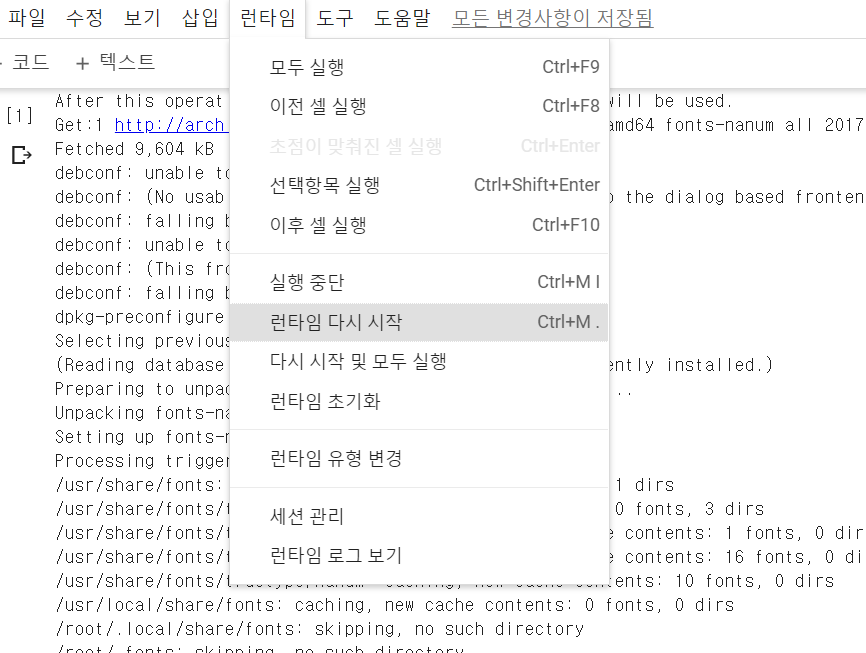 파일 수정 보기 삽입 런타임 도구 도움말 모든 변경사항이 저장됨
코드 + 텍스트
모두 실행 Ctrl+F9
이전 셀 실행 Ctrl+F8
초점이 맞춰진 셀 실행 Ctrl+Enter
선택항목 실행 Ctrl+Shift+Enter
이후 셀 실행 Ctrl+F10
실행 중단 Ctrl+M I
런타임 다시 시작 Ctrl+M .
다시 시작 및 모두 실행
런타임 초기화
런타임 유형 변경
세션 관리
런타임 로그 보기
[1]
After this operat will be used.
Get:1 http://arch amd64 fonts-nanum all 2017
Fetched 9,604 kB
debconf: unable to
debconf: (No usab the dialog based fronten
debconf: falling
debconf: unable to
debconf: (This fro
debconf: falling
dpkg-preconfigure
Selecting previous
(Reading database ently installed.)
Preparing to unpac ..
Unpacking fonts-na
Setting up fonts-n
Processing trigger
/usr/share/fonts: 1 dirs
/usr/share/fonts/t 0 fonts, 3 dirs
/usr/share/fonts/t e contents: 1 fonts, 0 dir
/usr/share/fonts/t e contents: 16 fonts, 0 di
/usr/share/fonts/truetype/nanum: caching, new cache contents: 10 fonts, 0 dirs
/usr/local/share/fonts: caching, new cache contents: 0 fonts, 0 dirs
/root/.local/share/fonts: skipping, no such directory
/root/.fonts: skipping, no such directory